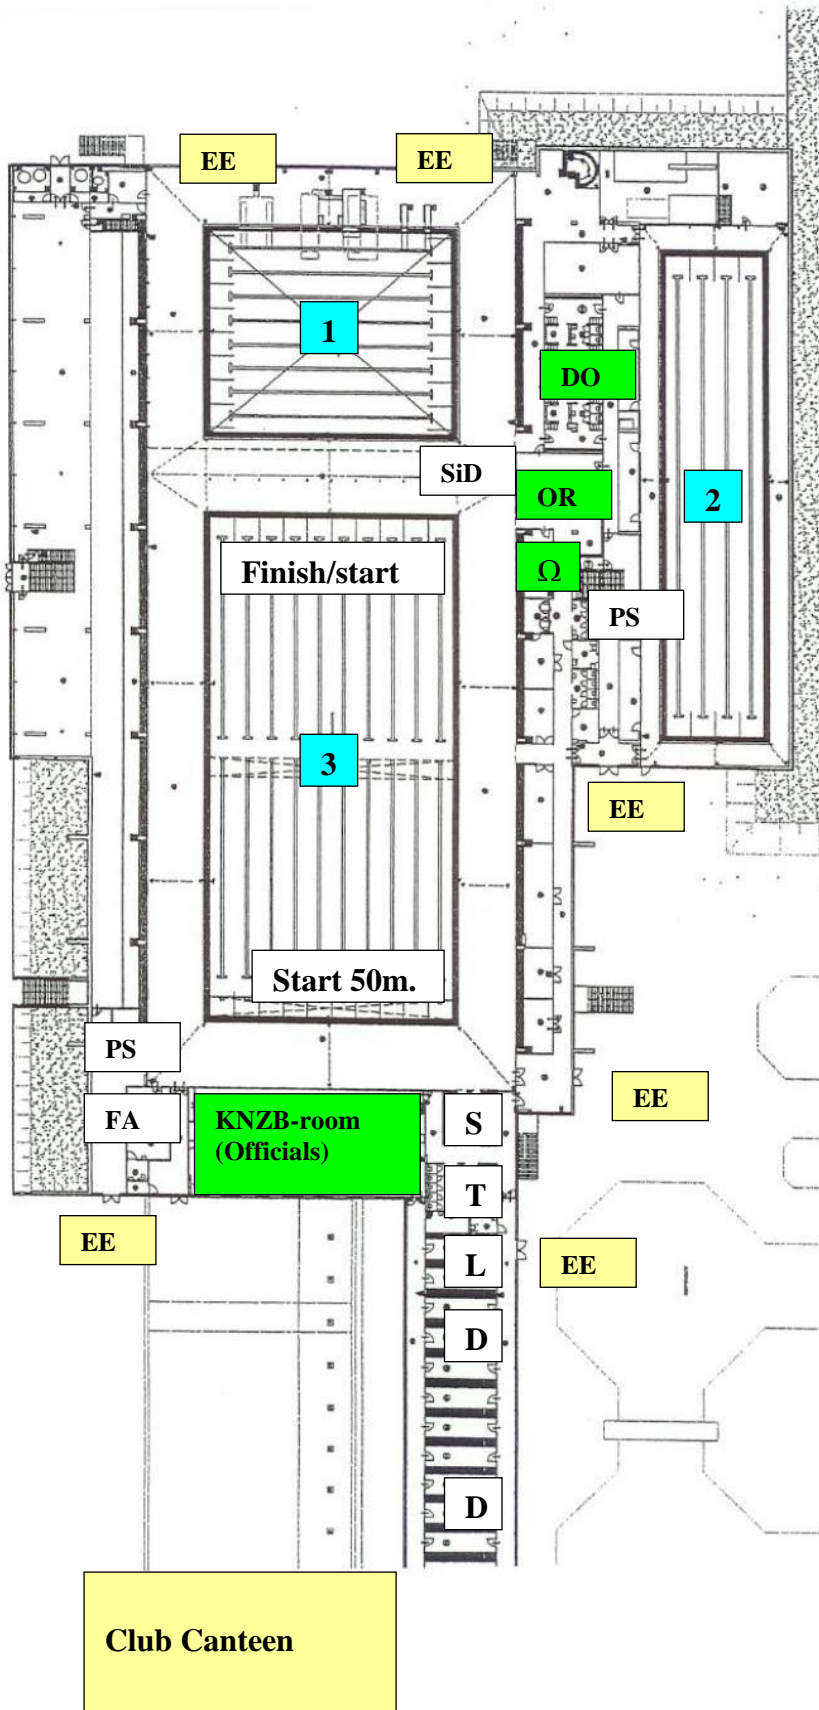 EE
EE
1
DO
SiD
OR
2
Finish/start
Ω
PS
3
EE
Start 50m.
PS
EE
FA
KNZB-room
(Officials)
S
T
EE
L
EE
D
D
Club Canteen